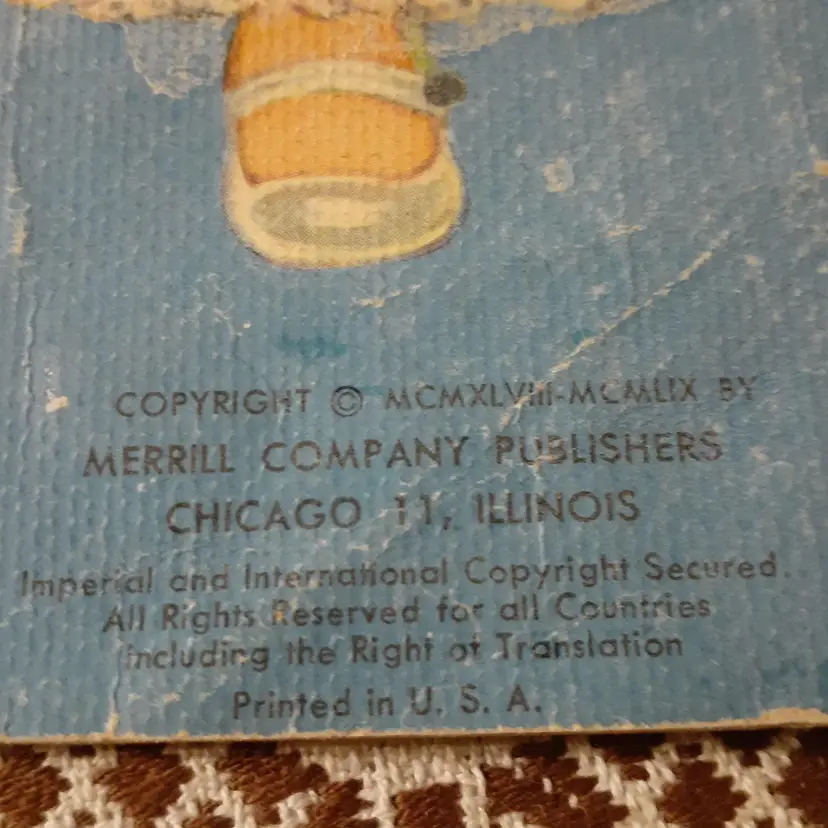 COPYRIGHT © MCMXLVIII-MCMLIX BY
MERRILL COMPANY PUBLISHERS
CHICAGO 11, ILLINOIS
Imperial and International Copyright Secured.
All Rights Reserved for all Countries
including the Right of Translation
Printed in U. S. A.